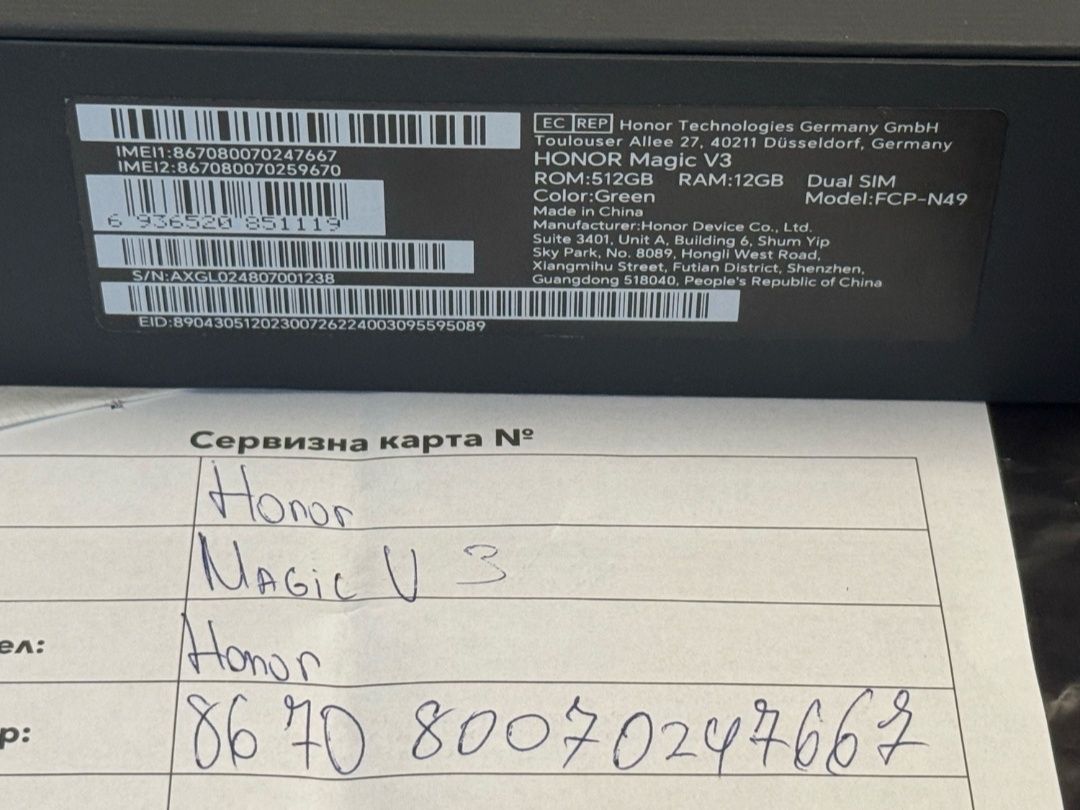 IMEI1:867080070247667
IMEI2:867080070259670
6 936520 851119
S/N:AXGL024807001238
EID:89043051202300726224003095595089
EC REP Honor Technologies Germany GmbH
Toulouser Allee 27, 40211 Düsseldorf, Germany
HONOR Magic V3
ROM:512GB RAM:12GB Dual SIM
Color:Green Model:FCP-N49
Made in China
Manufacturer:Honor Device Co., Ltd.
Suite 3401, Unit A, Building 6, Shum Yip
Sky Park, No. 8089, Hongli West Road,
Xiangmihu Street, Futian District, Shenzhen,
Guangdong 518040, People's Republic of China
Сервизна карта №
Honor
Magic V 3
ел: Honor
р: 8670 80070247667